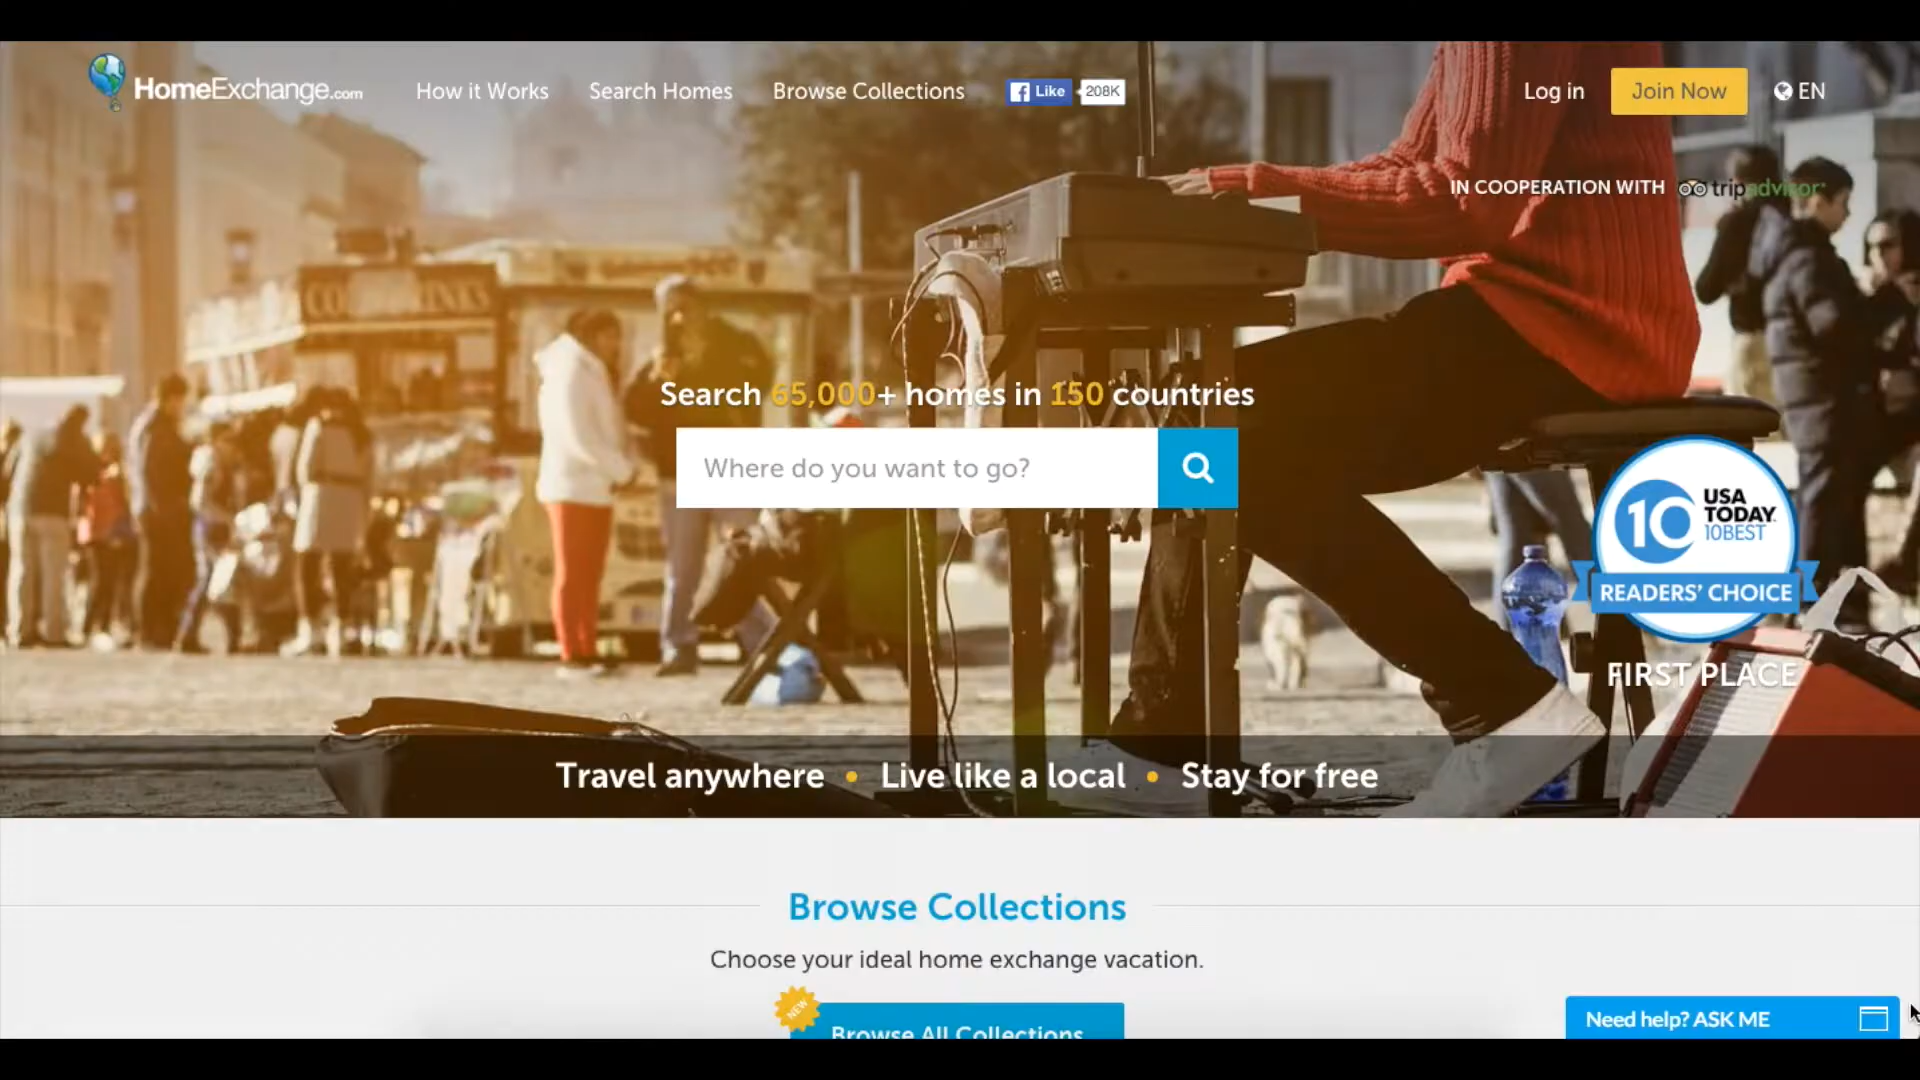 HomeExchange.com
How it Works
Search Homes
Browse Collections
Like
208K
Log in
Join Now
EN
IN COOPERATION WITH tripadvisor
Search 65,000+ homes in 150 countries
Where do you want to go?
10
USA
TODAY
10BEST
READERS' CHOICE
FIRST PLACE
Travel anywhere • Live like a local • Stay for free
Browse Collections
Choose your ideal home exchange vacation.
NEW
Browse All Collections
Need help? ASK ME